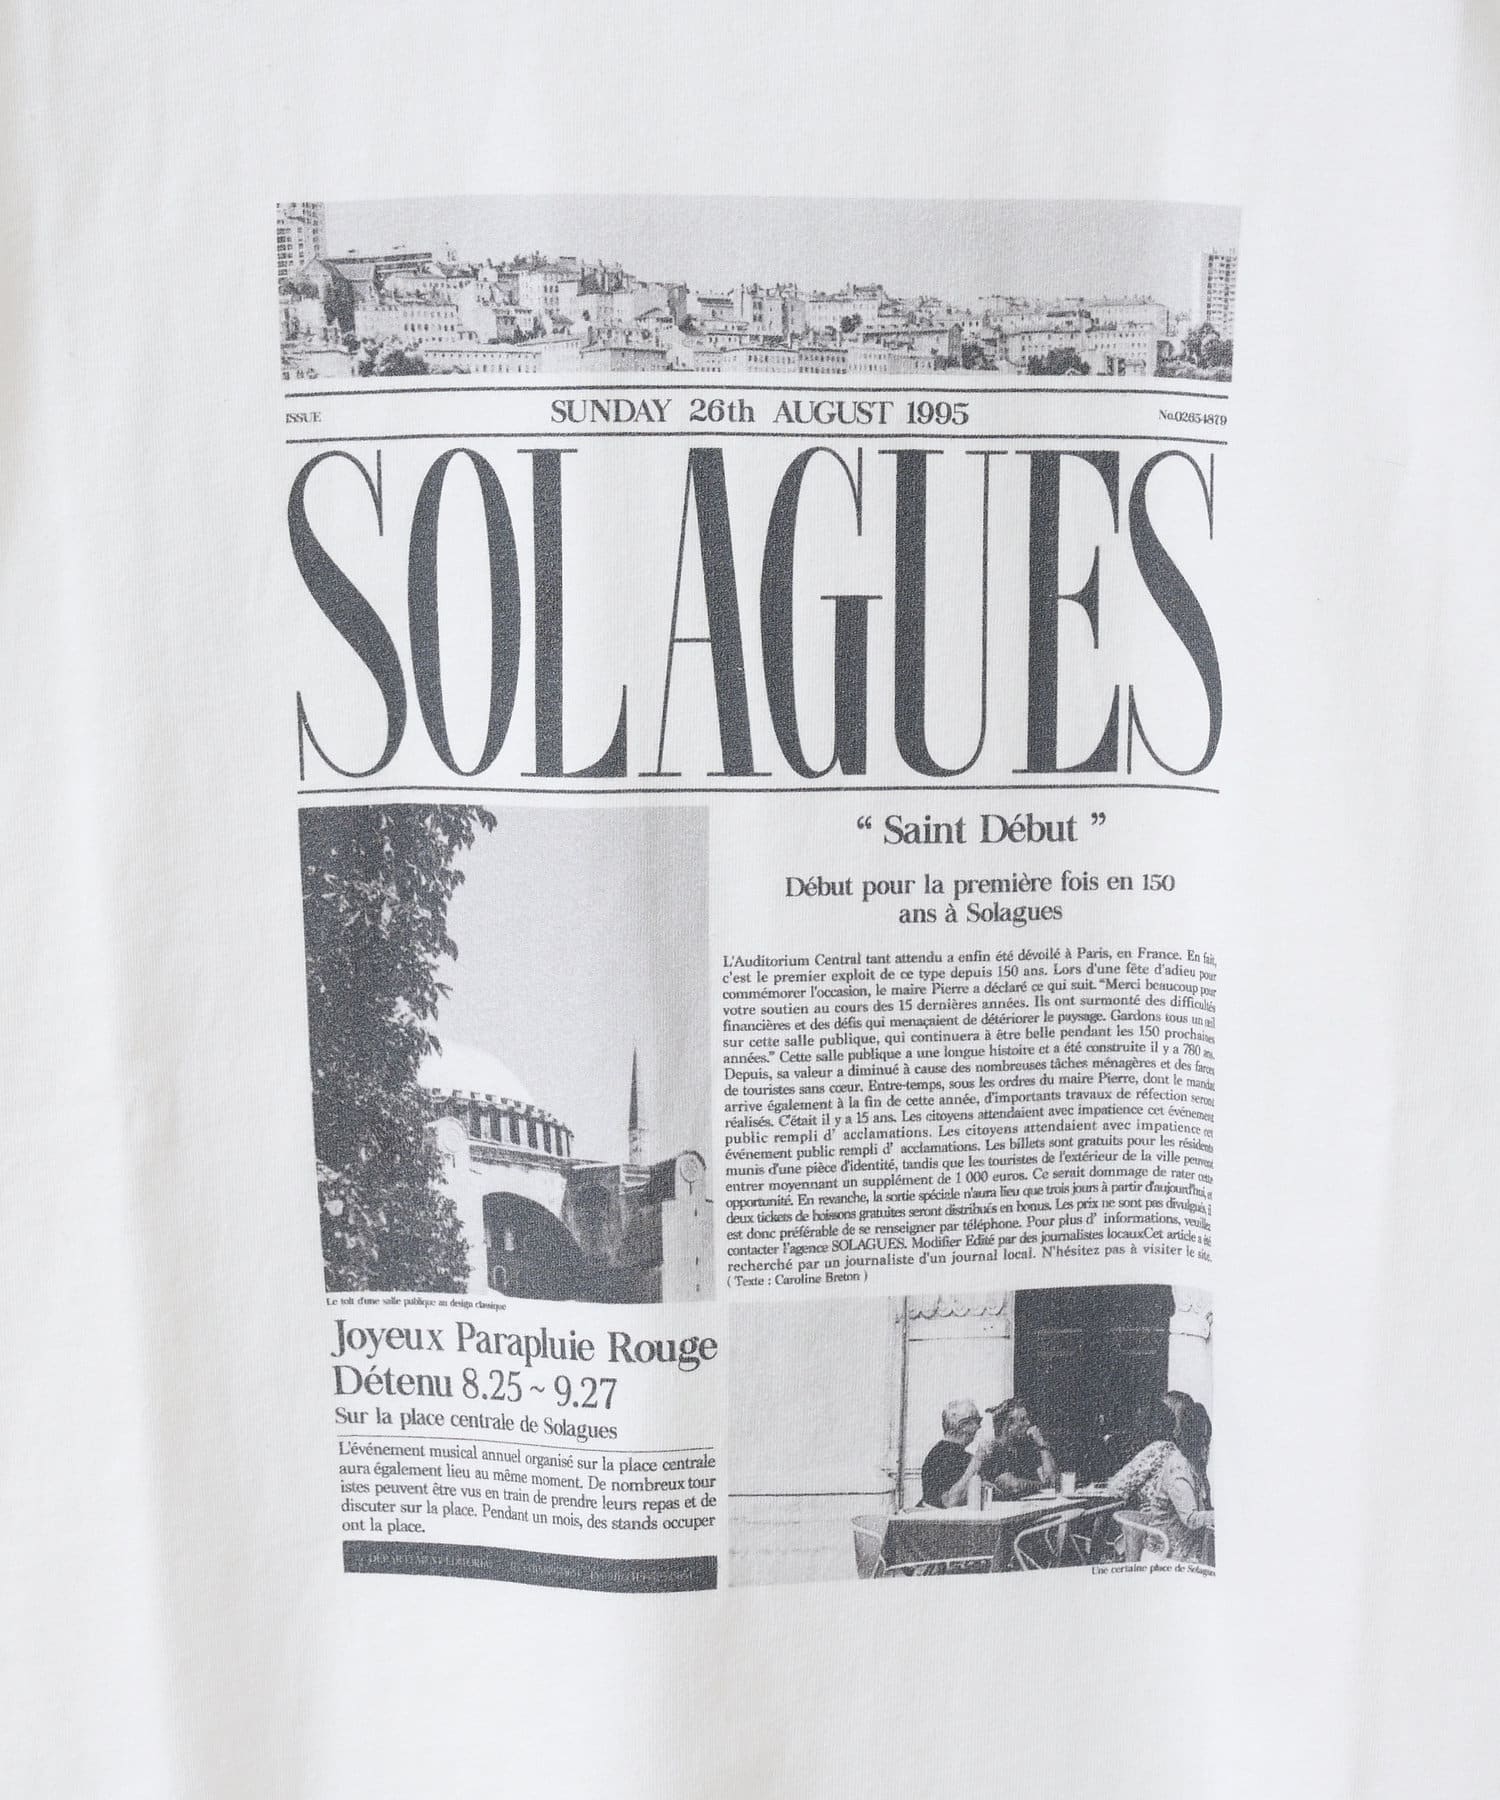 ISSUE
SUNDAY 26th AUGUST 1995
No.02654879
SOLAGUES
“ Saint Début ”
Début pour la première fois en 150
ans à Solagues
L'Auditorium Central tant attendu a enfin été dévoilé à Paris, en France. En fait,
c'est le premier exploit de ce type depuis 150 ans. Lors d'une fête d'adieu pour
commémorer l'occasion, le maire Pierre a déclaré ce qui suit. “Merci beaucoup pour
votre soutien au cours des 15 dernières années. Ils ont surmonté des difficultés
financières et des défis qui menaçaient de détériorer le paysage. Gardons tous un œil
sur cette salle publique, qui continuera à être belle pendant les 150 prochaines
années.” Cette salle publique a une longue histoire et a été construite il y a 780 ans.
Depuis, sa valeur a diminué à cause des nombreuses tâches ménagères et des farces
de touristes sans cœur. Entre-temps, sous les ordres du maire Pierre, dont le mandat
arrive également à la fin de cette année, d'importants travaux de réfection seront
réalisés. C'était il y a 15 ans. Les citoyens attendaient avec impatience cet événement
public rempli d’ acclamations. Les citoyens attendaient avec impatience cet
événement public rempli d’ acclamations. Les billets sont gratuits pour les résidents
munis d'une pièce d'identité, tandis que les touristes de l'extérieur de la ville peuvent
entrer moyennant un supplément de 1 000 euros. Ce serait dommage de rater cette
opportunité. En revanche, la sortie spéciale n'aura lieu que trois jours à partir d'aujourd'hui, et
deux tickets de boissons gratuites seront distribués en bonus. Les prix ne sont pas divulgués, il
est donc préférable de se renseigner par téléphone. Pour plus d’ informations, veuillez
contacter l'agence SOLAGUES. Modifier Edité par des journalistes locauxCet article a été
recherché par un journaliste d'un journal local. N'hésitez pas à visiter le site.
( Texte : Caroline Breton )
Le toit d'une salle publique au design classique
Joyeux Parapluie Rouge
Détenu 8.25 ~ 9.27
Sur la place centrale de Solagues
L'événement musical annuel organisé sur la place centrale
aura également lieu au même moment. De nombreux tour
istes peuvent être vus en train de prendre leurs repas et de
discuter sur la place. Pendant un mois, des stands occuper
ont la place.
DEPARTEMENT EDITORIAL
Une certaine place de Solagues